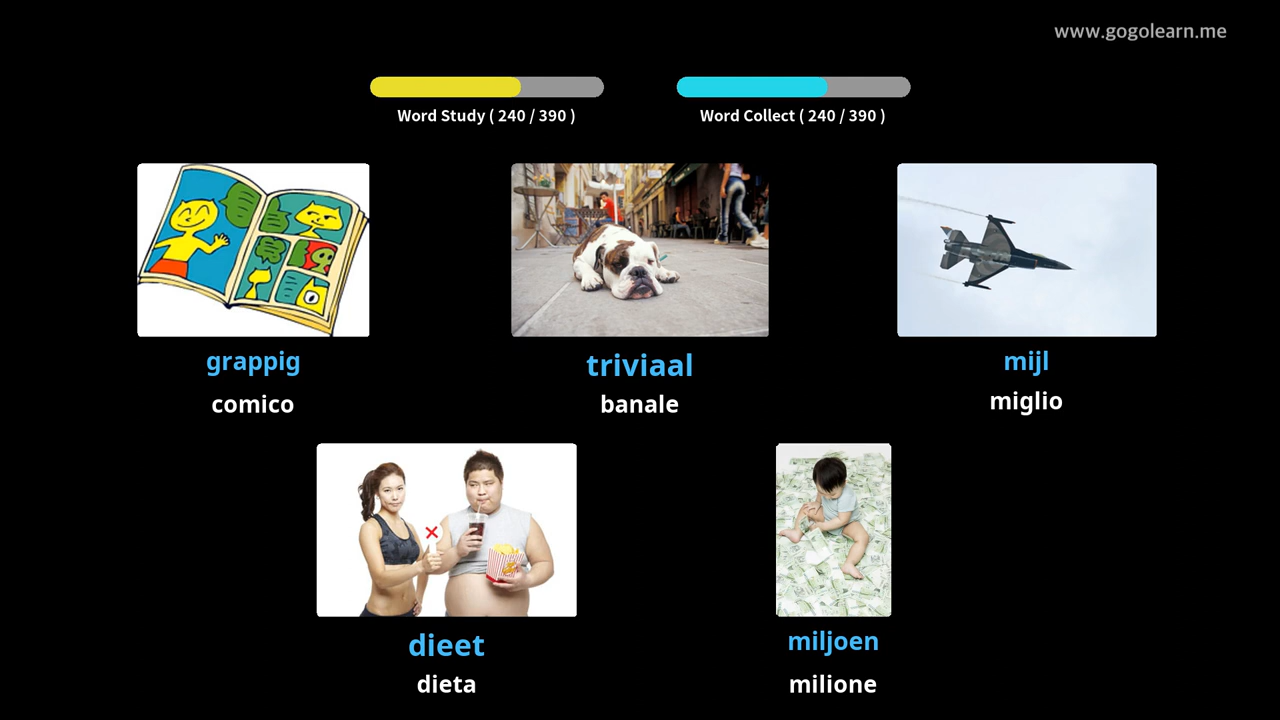 www.gogolearn.me
Word Study ( 240 / 390 )
Word Collect ( 240 / 390 )
grappig
triviaal
mijl
comico
banale
miglio
dieet
miljoen
dieta
milione